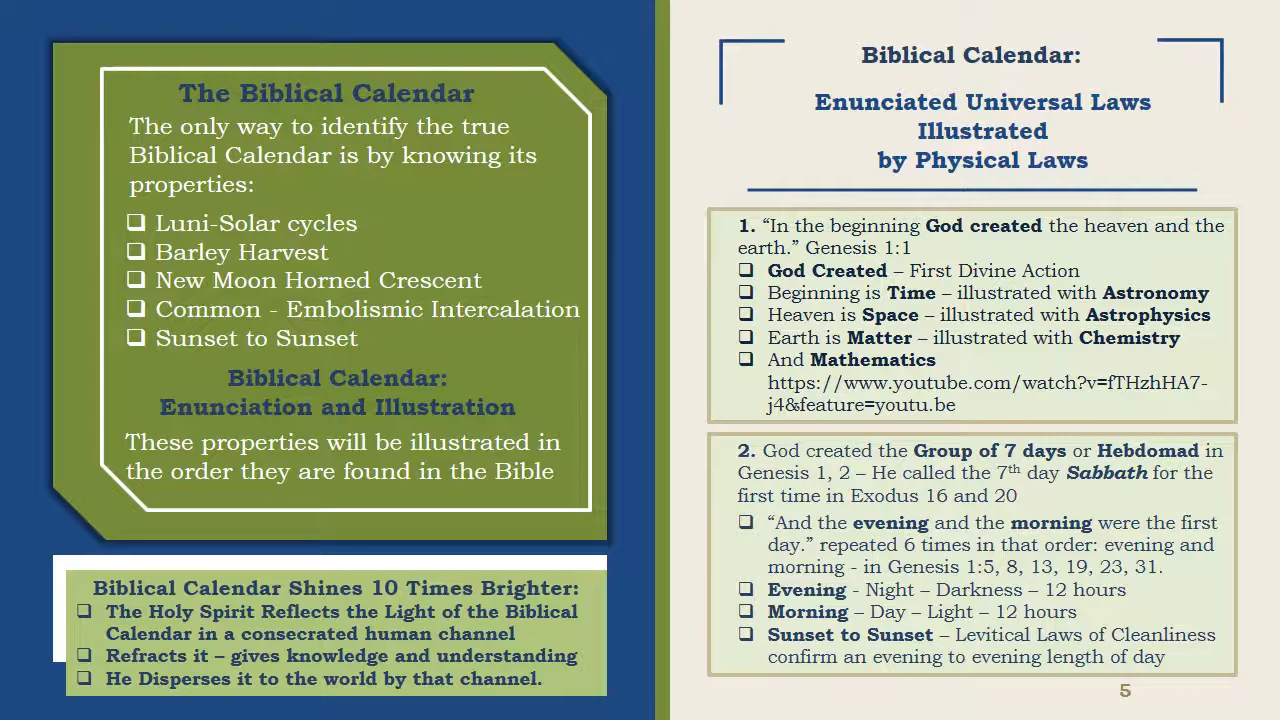 The Biblical Calendar
The only way to identify the true
Biblical Calendar is by knowing its
properties:
❑ Luni-Solar cycles
❑ Barley Harvest
❑ New Moon Horned Crescent
❑ Common - Embolismic Intercalation
❑ Sunset to Sunset
Biblical Calendar:
Enunciation and Illustration
These properties will be illustrated in
the order they are found in the Bible
Biblical Calendar Shines 10 Times Brighter:
❑ The Holy Spirit Reflects the Light of the Biblical
Calendar in a consecrated human channel
❑ Refracts it – gives knowledge and understanding
❑ He Disperses it to the world by that channel.
Biblical Calendar:
Enunciated Universal Laws
Illustrated
by Physical Laws
1. “In the beginning God created the heaven and the
earth.” Genesis 1:1
❑ God Created – First Divine Action
❑ Beginning is Time – illustrated with Astronomy
❑ Heaven is Space – illustrated with Astrophysics
❑ Earth is Matter – illustrated with Chemistry
❑ And Mathematics
https://www.youtube.com/watch?v=fTHzhHA7-
j4&feature=youtu.be
2. God created the Group of 7 days or Hebdomad in
Genesis 1, 2 – He called the 7th day Sabbath for the
first time in Exodus 16 and 20
❑ “And the evening and the morning were the first
day.” repeated 6 times in that order: evening and
morning - in Genesis 1:5, 8, 13, 19, 23, 31.
❑ Evening - Night – Darkness – 12 hours
❑ Morning – Day – Light – 12 hours
❑ Sunset to Sunset – Levitical Laws of Cleanliness
confirm an evening to evening length of day
5